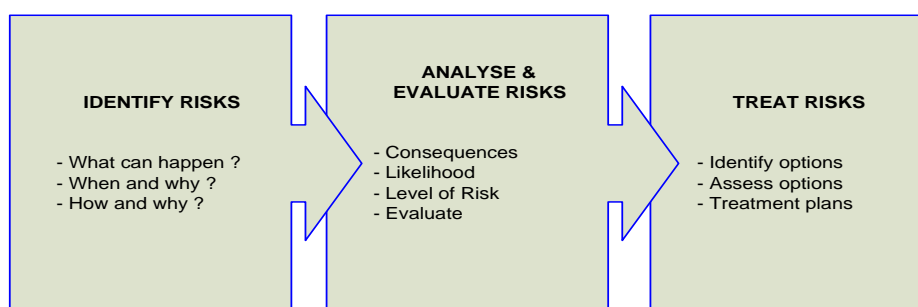 IDENTIFY RISKS
- What can happen ?
- When and why ?
- How and why ?
ANALYSE &
EVALUATE RISKS
- Consequences
- Likelihood
- Level of Risk
- Evaluate
TREAT RISKS
- Identify options
- Assess options
- Treatment plans